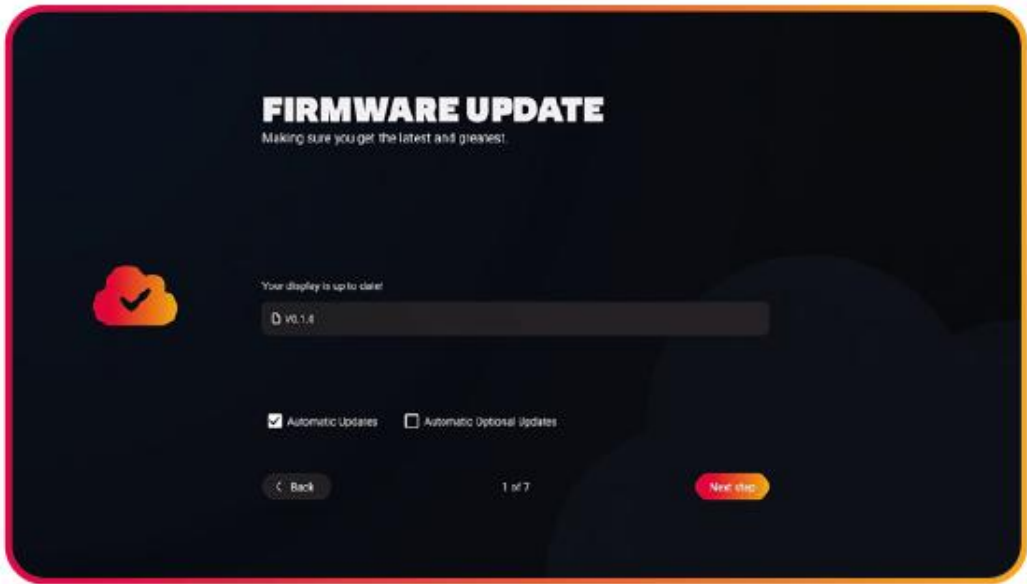 FIRMWARE UPDATE
Making sure you get the latest and greatest.
Your display is up to date!
V0.1.6
Automatic Updates
Automatic Optional Updates
Back
1 of 7
Next step